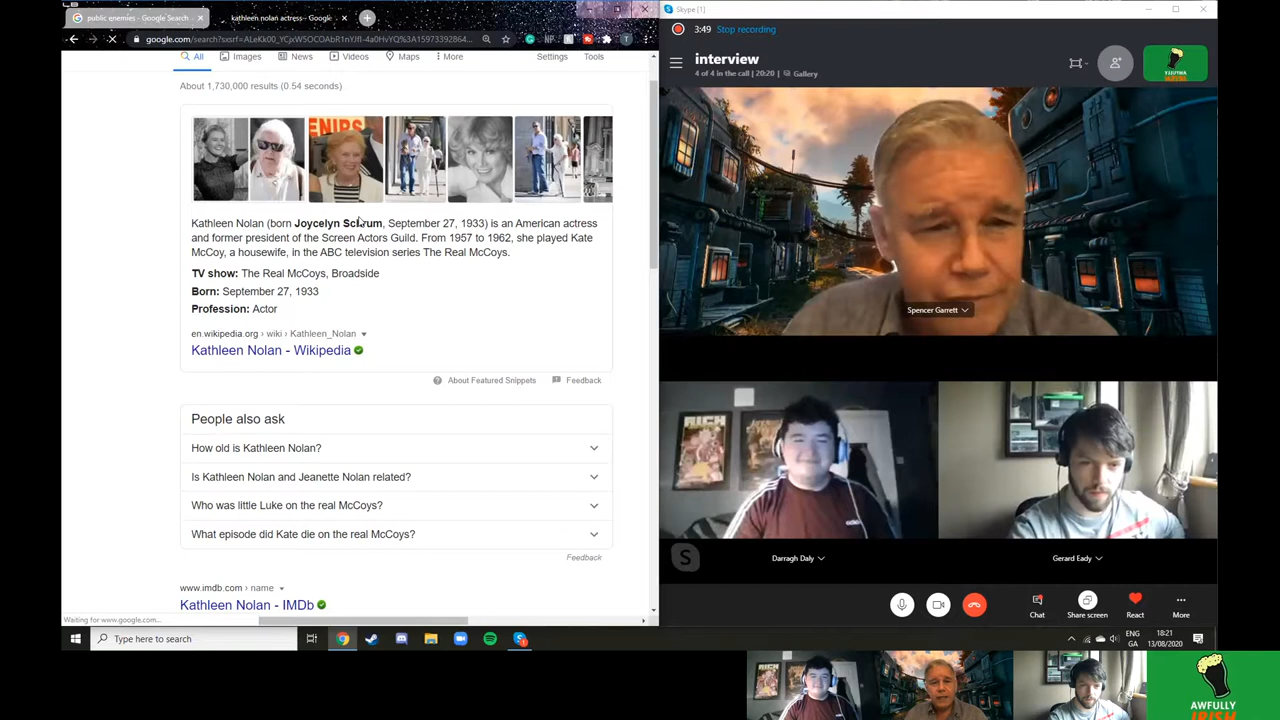 public enemies - Google Search
kathleen nolan actress - Google
google.com/search?sxsrf=
All
Images
News
Videos
Maps
More
Settings
Tools
About 1,730,000 results (0.54 seconds)
Kathleen Nolan (born Joycelyn Schrum, September 27, 1933) is an American actress
and former president of the Screen Actors Guild. From 1957 to 1962, she played Kate
McCoy, a housewife, in the ABC television series The Real McCoys.
TV show: The Real McCoys, Broadside
Born: September 27, 1933
Profession: Actor
en.wikipedia.org › wiki › Kathleen_Nolan
Kathleen Nolan - Wikipedia
About Featured Snippets
Feedback
People also ask
How old is Kathleen Nolan?
Is Kathleen Nolan and Jeanette Nolan related?
Who was little Luke on the real McCoys?
What episode did Kate die on the real McCoys?
Feedback
www.imdb.com › name
Kathleen Nolan - IMDb
Waiting for www.google.com...
Type here to search
Skype [1]
3:49 Stop recording
interview
4 of 4 in the call | 20:20 | Gallery
Spencer Garrett
Darragh Daly
Gerard Eady
Chat
Share screen
React
More
ENG
GA
18:21
13/08/2020
RICH
AWFULLY
IRISH